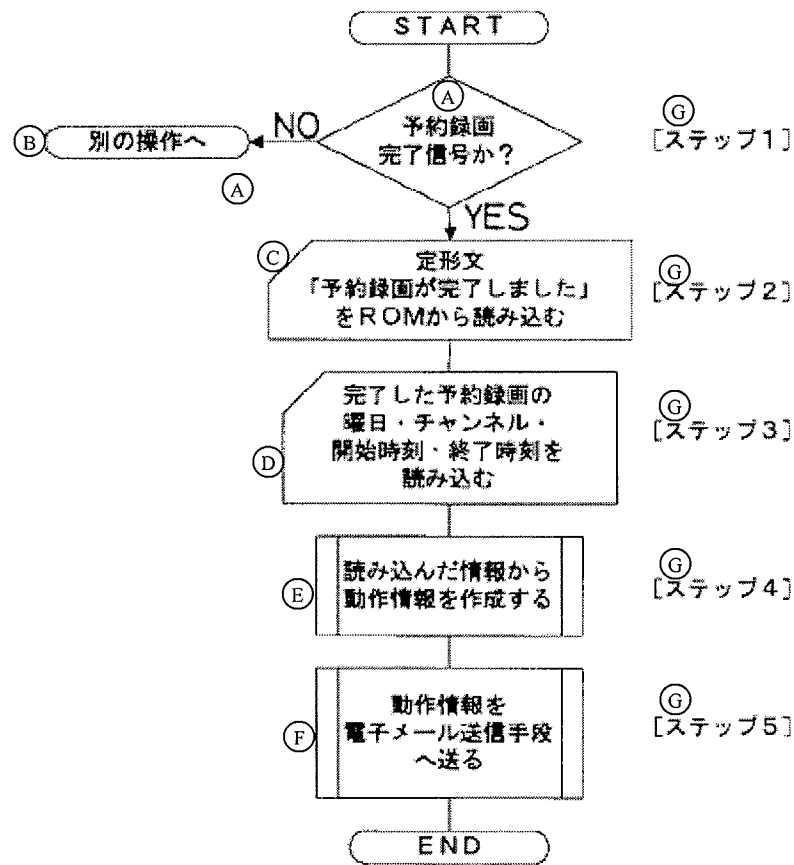 START
Ⓐ
予約録画
完了信号か？
NO
Ⓑ
別の操作へ
Ⓐ
Ⓖ
[ステップ1]
YES
Ⓒ
定形文
「予約録画が完了しました」
をROMから読み込む
Ⓖ
[ステップ2]
完了した予約録画の
曜日・チャンネル・
開始時刻・終了時刻を
読み込む
Ⓓ
Ⓖ
[ステップ3]
読み込んだ情報から
動作情報を作成する
Ⓔ
Ⓖ
[ステップ4]
動作情報を
電子メール送信手段
へ送る
Ⓕ
Ⓖ
[ステップ5]
END